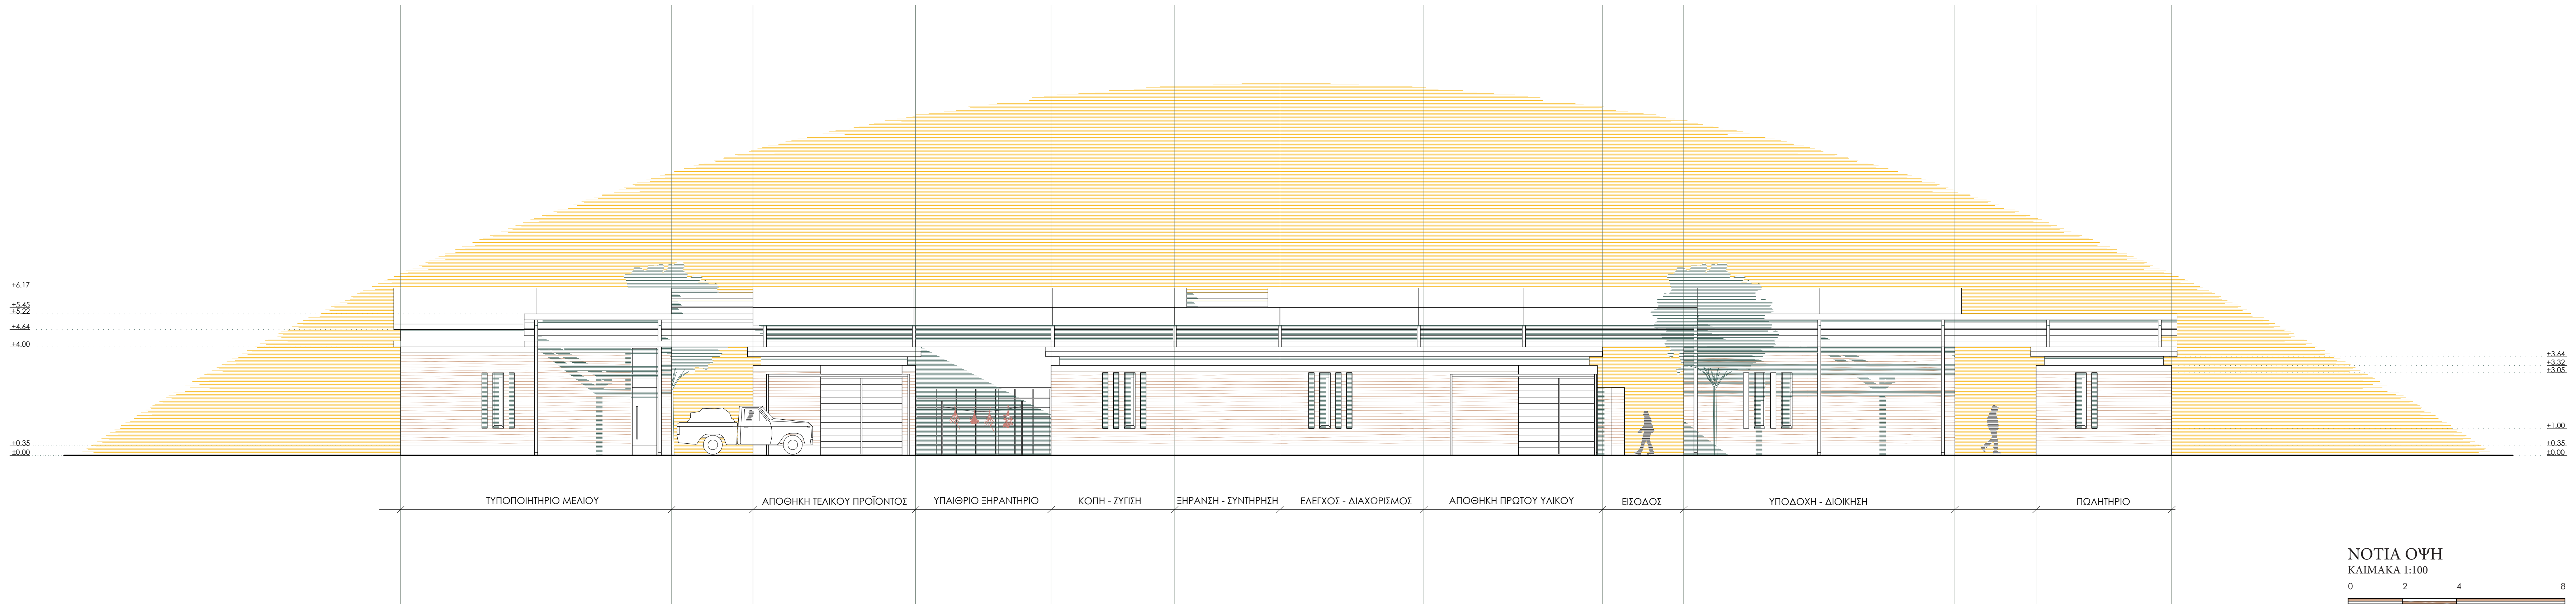 +6.17
+5.45
+5.22
+4.64
+4.00
+0.35
±0.00
+3.64
+3.32
+3.05
+1.00
+0.35
±0.00
ΤΥΠΟΠΟΙΗΤΗΡΙΟ ΜΕΛΙΟΥ
ΑΠΟΘΗΚΗ ΤΕΛΙΚΟΥ ΠΡΟΪΟΝΤΟΣ
ΥΠΑΙΘΡΙΟ ΞΗΡΑΝΤΗΡΙΟ
ΚΟΠΗ - ΖΥΓΙΣΗ
ΞΗΡΑΝΣΗ - ΣΥΝΤΗΡΗΣΗ
ΕΛΕΓΧΟΣ - ΔΙΑΧΩΡΙΣΜΟΣ
ΑΠΟΘΗΚΗ ΠΡΩΤΟΥ ΥΛΙΚΟΥ
ΕΙΣΟΔΟΣ
ΥΠΟΔΟΧΗ - ΔΙΟΙΚΗΣΗ
ΠΩΛΗΤΗΡΙΟ
ΝΟΤΙΑ ΟΨΗ
ΚΛΙΜΑΚΑ 1:100
0 2 4 8